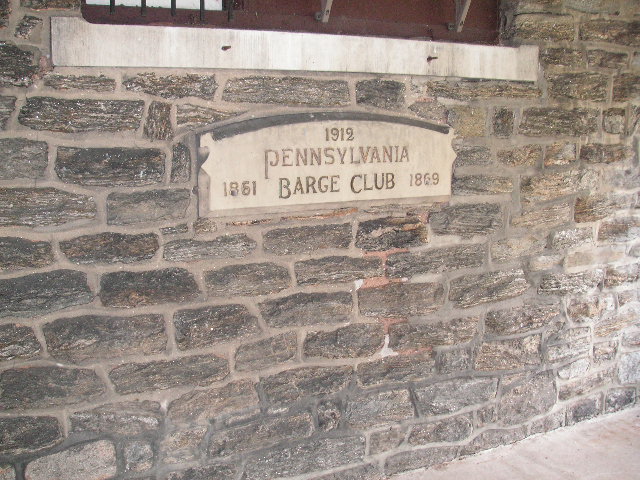 1912
PENNSYLVANIA
1861 BARGE CLUB 1869